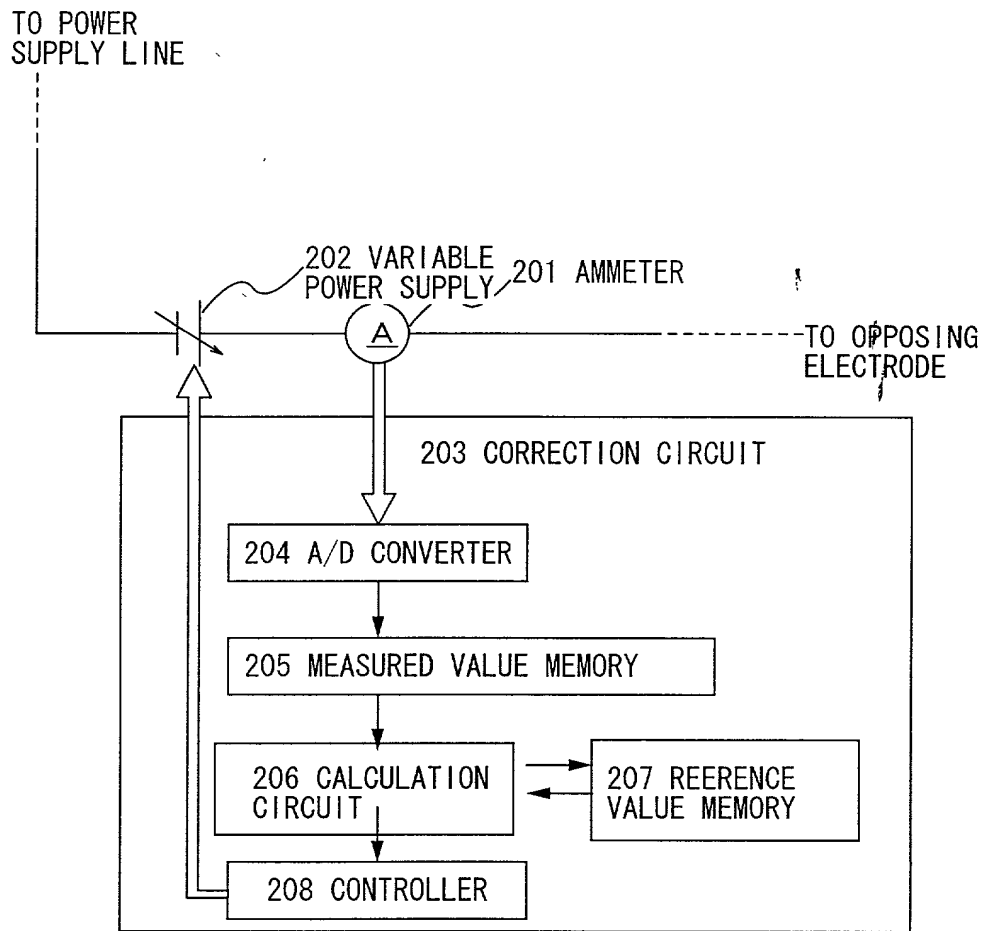 TO POWER
SUPPLY LINE
202 VARIABLE
POWER SUPPLY
201 AMMETER
A
TO OPPOSING
ELECTRODE
203 CORRECTION CIRCUIT
204 A/D CONVERTER
205 MEASURED VALUE MEMORY
206 CALCULATION
CIRCUIT
207 REERENCE
VALUE MEMORY
208 CONTROLLER